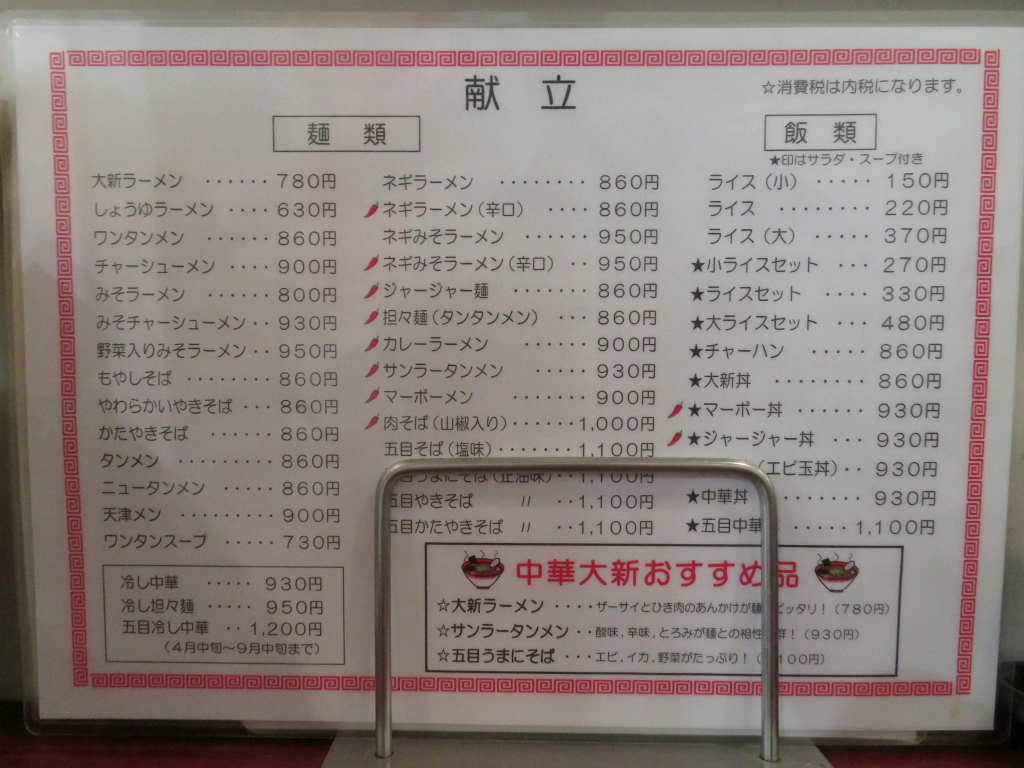 献 立
☆消費税は内税になります。
麺 類
大新ラーメン ‥‥‥ 780円
しょうゆラーメン ‥‥ 630円
ワンタンメン ‥‥‥ 860円
チャーシューメン ‥‥ 900円
みそラーメン ‥‥‥ 800円
みそチャーシューメン‥ 930円
野菜入りみそラーメン‥ 950円
もやしそば ‥‥‥‥ 860円
やわらかいやきそば ‥・ 860円
かたやきそば ‥‥‥ 860円
タンメン ‥‥‥‥‥ 860円
ニュータンメン ‥‥‥ 860円
天津メン ‥‥‥‥‥ 900円
ワンタンスープ ‥‥‥ 730円
冷し中華 ‥‥・ 930円
冷し坦々麺 ‥‥・ 950円
五目冷し中華 ‥ 1,200円
(4月中旬〜9月中旬まで)
ネギラーメン ‥‥‥‥ 860円
ネギラーメン(辛口) ‥‥ 860円
ネギみそラーメン ‥‥・ 950円
ネギみそラーメン(辛口) ‥ 950円
ジャージャー麺 ‥‥‥・ 860円
担々麺(タンタンメン) ‥・ 860円
カレーラーメン ‥‥‥ 900円
サンラータンメン ‥‥・ 930円
マーボーメン ‥‥‥・ 900円
肉そば(山椒入り)‥‥‥1,000円
五目そば(塩味)‥‥‥・1,100円
うまにそば(正油味)‥・1,100円
五目やきそば 〃 ‥・1,100円
五目かたやきそば 〃 ‥・1,100円
飯 類
★印はサラダ・スープ付き
ライス(小) ‥‥・ 150円
ライス ‥‥‥‥ 220円
ライス(大) ‥‥・ 370円
★小ライスセット ‥・ 270円
★ライスセット ‥‥ 330円
★大ライスセット ‥・ 480円
★チャーハン ‥‥・ 860円
★大新丼 ‥‥‥‥ 860円
★マーボー丼 ‥‥・ 930円
★ジャージャー丼 ‥・ 930円
(エビ玉丼)‥ 930円
★中華丼 ‥‥‥‥ 930円
★五目中華 ‥‥・ 1,100円
中華大新おすすめ品
☆大新ラーメン ‥‥ザーサイとひき肉のあんかけが麺 ピッタリ！(780円)
☆サンラータンメン ‥酸味,辛味,とろみが麺との相性 群！(930円)
☆五目うまにそば ‥・エビ,イカ,野菜がたっぷり！( 100円)